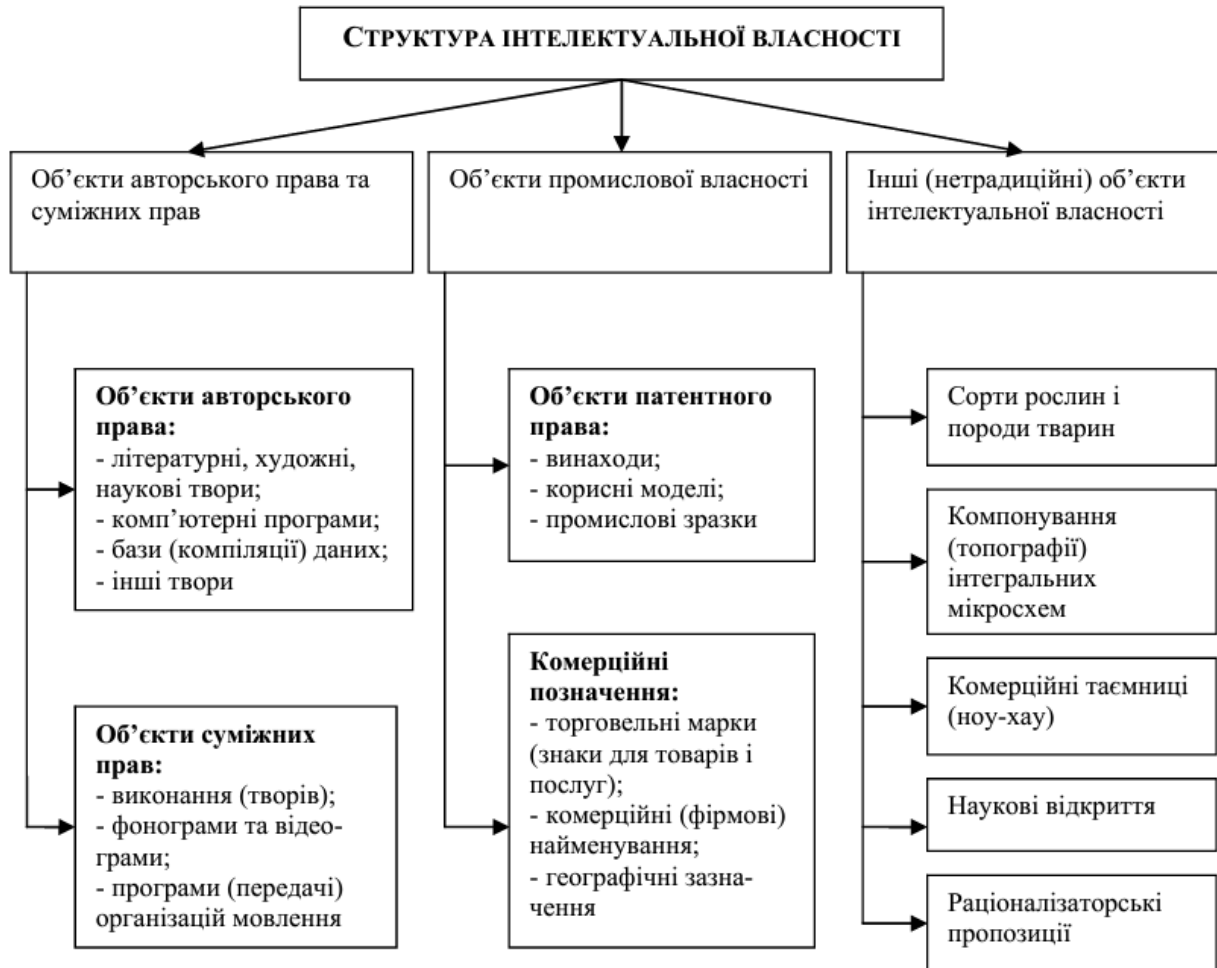 СТРУКТУРА ІНТЕЛЕКТУАЛЬНОЇ ВЛАСНОСТІ
Об’єкти авторського права та
суміжних прав
Об’єкти промислової власності
Інші (нетрадиційні) об’єкти
інтелектуальної власності
Об’єкти авторського
права:
- літературні, художні,
наукові твори;
- комп’ютерні програми;
- бази (компіляції) даних;
- інші твори
Об’єкти суміжних
прав:
- виконання (творів);
- фонограми та відео-
грами;
- програми (передачі)
організацій мовлення
Об’єкти патентного
права:
- винаходи;
- корисні моделі;
- промислові зразки
Комерційні
позначення:
- торговельні марки
(знаки для товарів і
послуг);
- комерційні (фірмові)
найменування;
- географічні зазна-
чення
Сорти рослин і
породи тварин
Компонування
(топографії)
інтегральних
мікросхем
Комерційні таємниці
(ноу-хау)
Наукові відкриття
Раціоналізаторські
пропозиції